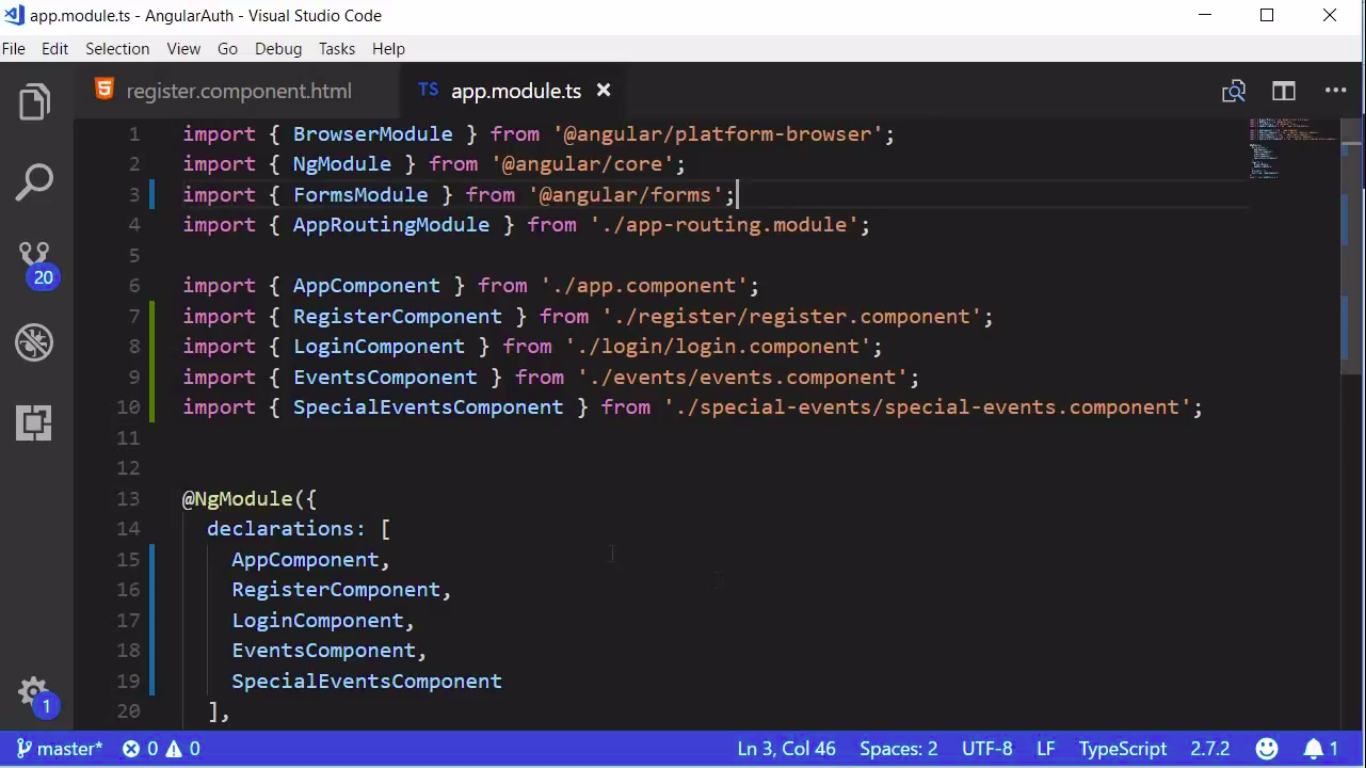 app.module.ts - AngularAuth - Visual Studio Code
File Edit Selection View Go Debug Tasks Help
register.component.html TS app.module.ts
1 import { BrowserModule } from '@angular/platform-browser';
2 import { NgModule } from '@angular/core';
3 import { FormsModule } from '@angular/forms';
4 import { AppRoutingModule } from './app-routing.module';
5
6 import { AppComponent } from './app.component';
7 import { RegisterComponent } from './register/register.component';
8 import { LoginComponent } from './login/login.component';
9 import { EventsComponent } from './events/events.component';
10 import { SpecialEventsComponent } from './special-events/special-events.component';
11
12
13 @NgModule({
14 declarations: [
15 AppComponent,
16 RegisterComponent,
17 LoginComponent,
18 EventsComponent,
19 SpecialEventsComponent
20 ],
20
1
master* 0 0 Ln 3, Col 46 Spaces: 2 UTF-8 LF TypeScript 2.7.2 1